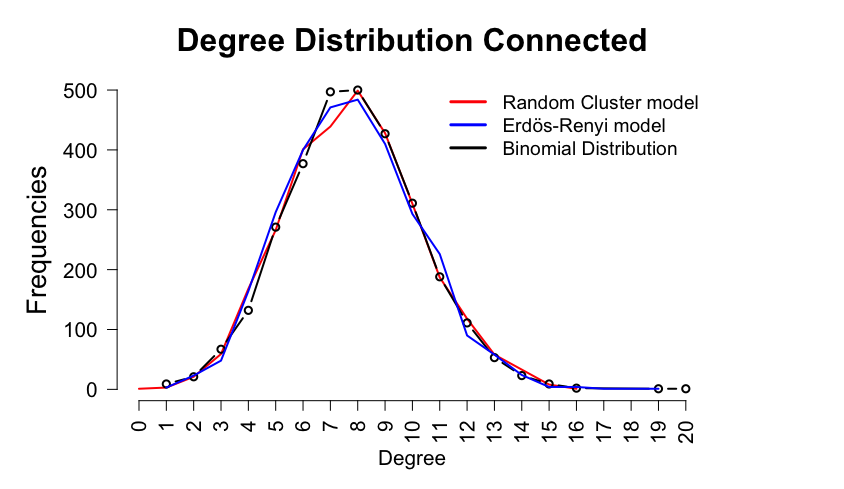 Degree Distribution Connected
500
400
300
200
100
0
Frequencies
Random Cluster model
Erdös-Renyi model
Binomial Distribution
0 1 2 3 4 5 6 7 8 9 10 11 12 13 14 15 16 17 18 19 20
Degree